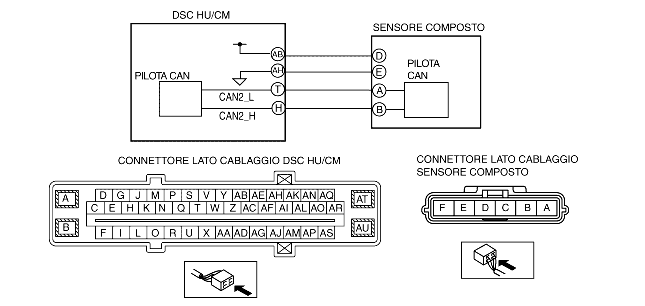 DSC HU/CM
SENSORE COMPOSTO
AB
D
PILOTA CAN
AH
E
PILOTA
CAN
T
A
CAN2_L
H
B
CAN2_H
CONNETTORE LATO CABLAGGIO DSC HU/CM
CONNETTORE LATO CABLAGGIO
SENSORE COMPOSTO
A D G J M P S V Y AB AE AH AK AN AQ AT
C E H K N Q T W Z AC AF AI AL AO AR
B F I L O R U X AA AD AG AJ AM AP AS AU
F E D C B A